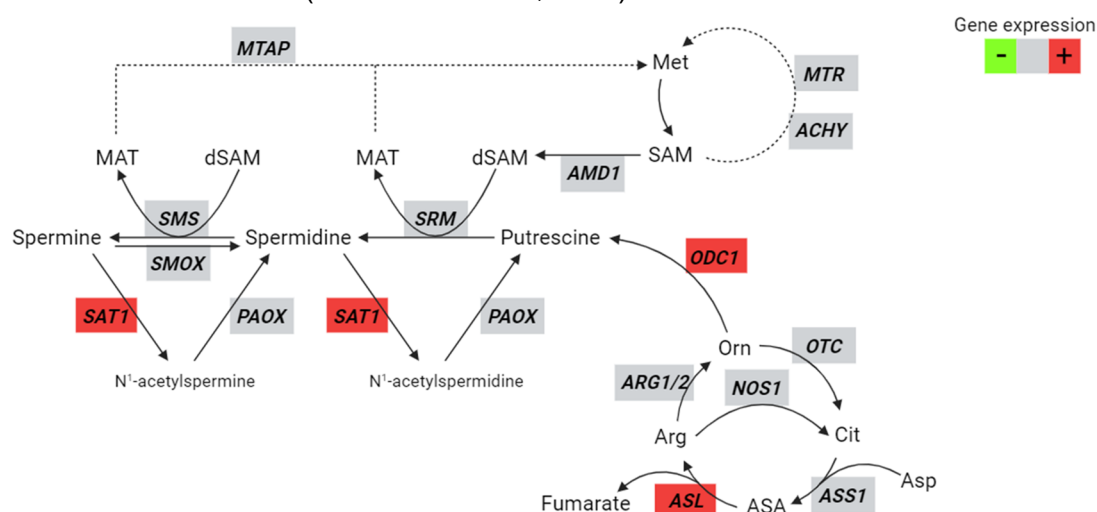 Gene expression
- +
MTAP
Met
MTR
ACHY
MAT
dSAM
MAT
dSAM
SAM
AMD1
SMS
SRM
Spermine
Spermidine
Putrescine
SMOX
ODC1
SAT1
PAOX
SAT1
PAOX
Orn
OTC
N¹-acetylspermine
N¹-acetylspermidine
ARG1/2
NOS1
Arg
Cit
Asp
Fumarate
ASL
ASA
ASS1